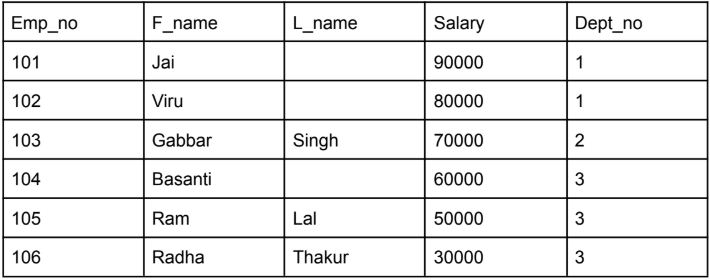 Emp_no F_name L_name Salary Dept_no
101 Jai 90000 1
102 Viru 80000 1
103 Gabbar Singh 70000 2
104 Basanti 60000 3
105 Ram Lal 50000 3
106 Radha Thakur 30000 3